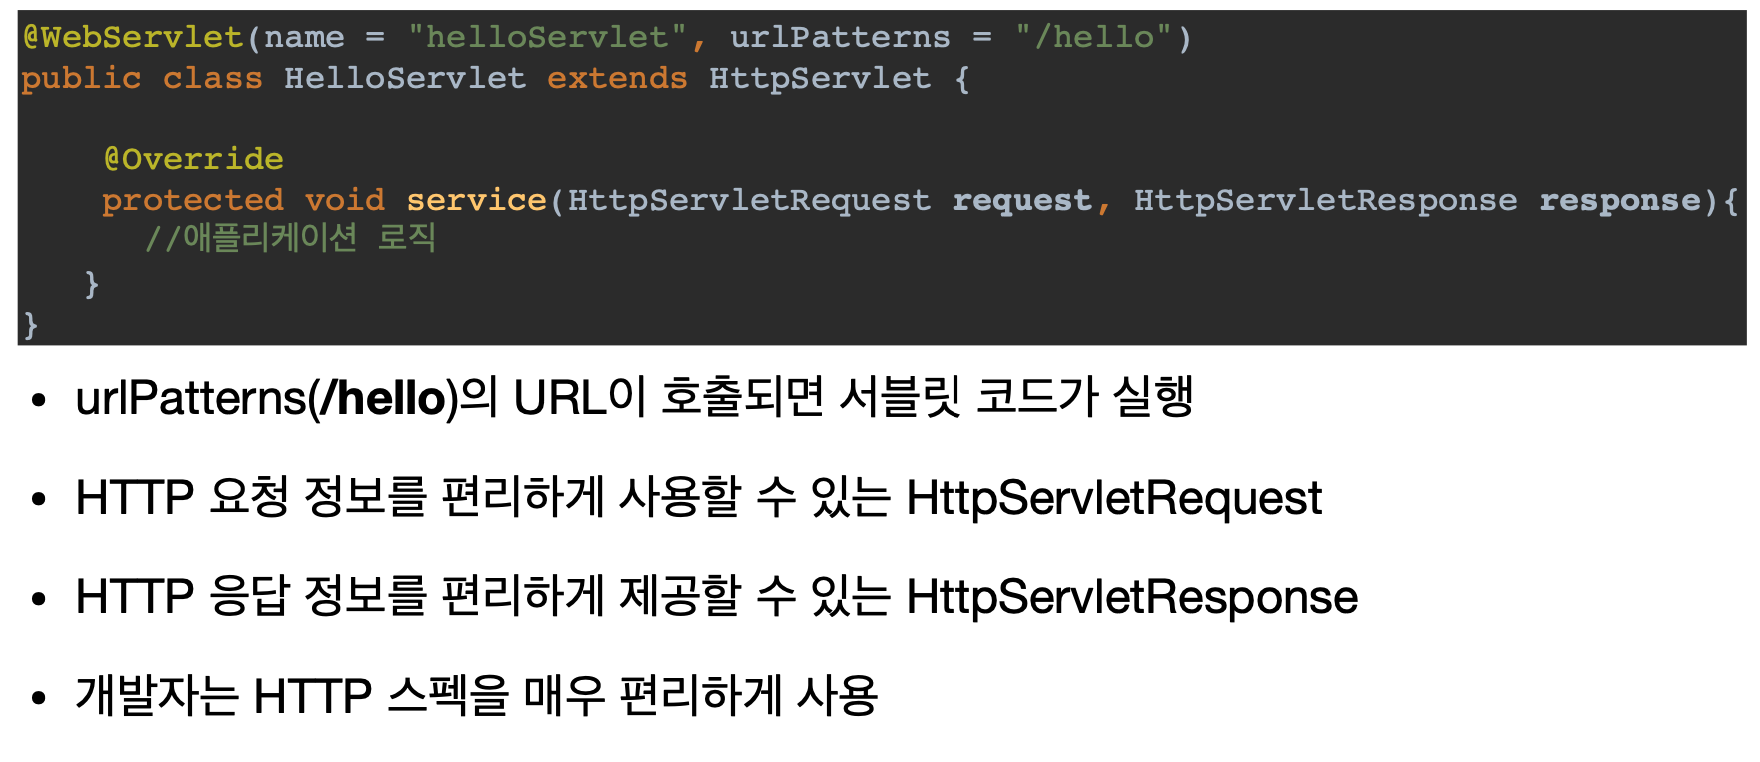 @WebServlet(name = "helloServlet", urlPatterns = "/hello")
public class HelloServlet extends HttpServlet {
@Override
protected void service(HttpServletRequest request, HttpServletResponse response){
//애플리케이션 로직
}
}
• urlPatterns(/hello)의 URL이 호출되면 서블릿 코드가 실행
• HTTP 요청 정보를 편리하게 사용할 수 있는 HttpServletRequest
• HTTP 응답 정보를 편리하게 제공할 수 있는 HttpServletResponse
• 개발자는 HTTP 스펙을 매우 편리하게 사용